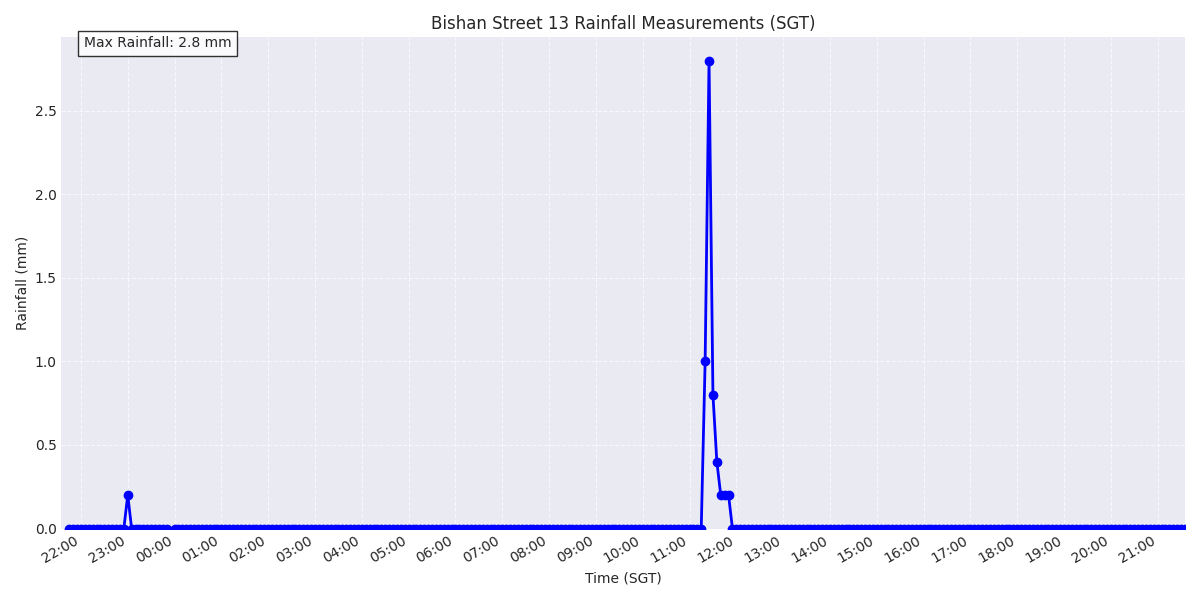 Bishan Street 13 Rainfall Measurements (SGT)
Max Rainfall: 2.8 mm
2.5
2.0
1.5
1.0
0.5
0.0
Rainfall (mm)
22:00 23:00 00:00 01:00 02:00 03:00 04:00 05:00 06:00 07:00 08:00 09:00 10:00 11:00 12:00 13:00 14:00 15:00 16:00 17:00 18:00 19:00 20:00 21:00
Time (SGT)